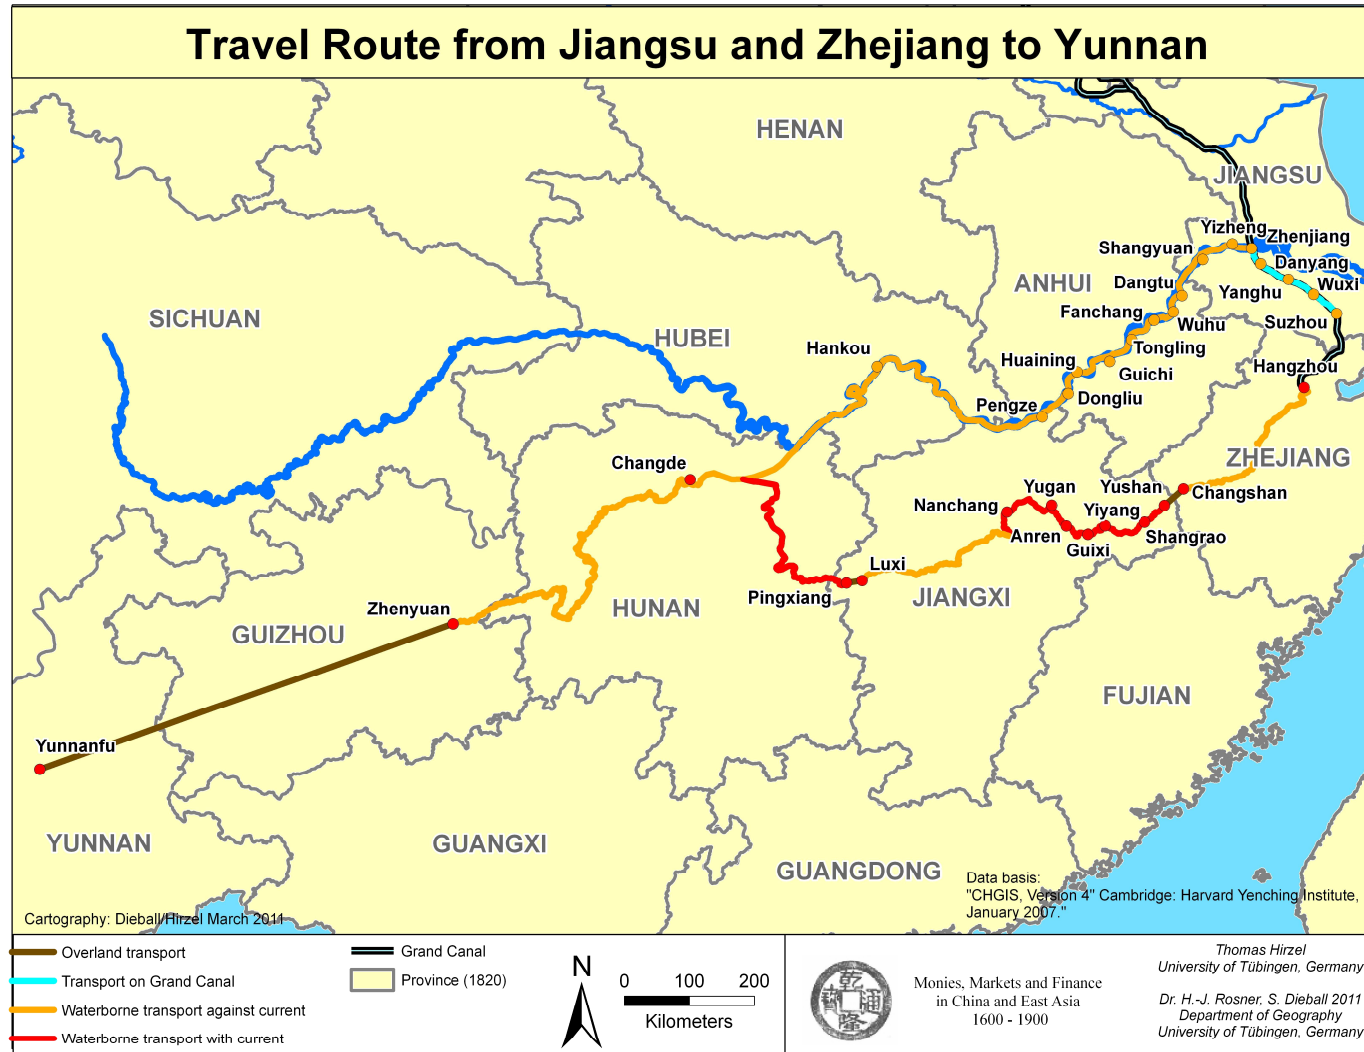 Travel Route from Jiangsu and Zhejiang to Yunnan
HENAN
JIANGSU
Yizheng
Zhenjiang
Shangyuan
Danyang
ANHUI
Dangtu
Yanghu
Wuxi
Fanchang
Wuhu
Suzhou
SICHUAN
HUBEI
Hankou
Huaining
Tongling
Guichi
Hangzhou
Pengze
Dongliu
ZHEJIANG
Changde
Yugan
Yushan
Changshan
Nanchang
Yiyang
Anren
Guixi
Shangrao
Luxi
Pingxiang
JIANGXI
Zhenyuan
HUNAN
GUIZHOU
FUJIAN
Yunnanfu
YUNNAN
GUANGXI
GUANGDONG
Data basis:
"CHGIS, Version 4" Cambridge: Harvard Yenching Institute,
January 2007."
Cartography: Dieball/Hirzel March 2011
Overland transport
Transport on Grand Canal
Waterborne transport against current
Waterborne transport with current
Grand Canal
Province (1820)
N
0 100 200
Kilometers
乾
隆
通
寶
Monies, Markets and Finance
in China and East Asia
1600 - 1900
Thomas Hirzel
University of Tübingen, Germany
Dr. H.-J. Rosner, S. Dieball 2011
Department of Geography
University of Tübingen, Germany